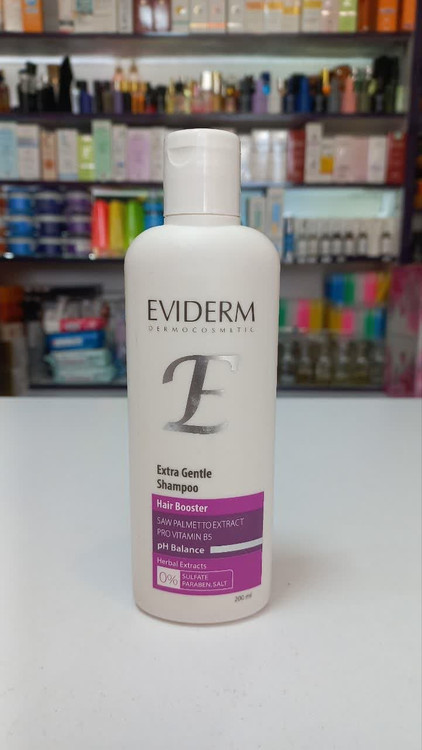 EVIDERM
DERMOCOSMETIC
E
Extra Gentle
Shampoo
Hair Booster
SAW PALMETTO EXTRACT
PRO VITAMIN B5
pH Balance
Herbal Extracts
0% SULFATE
PARABEN, SALT
200 ml